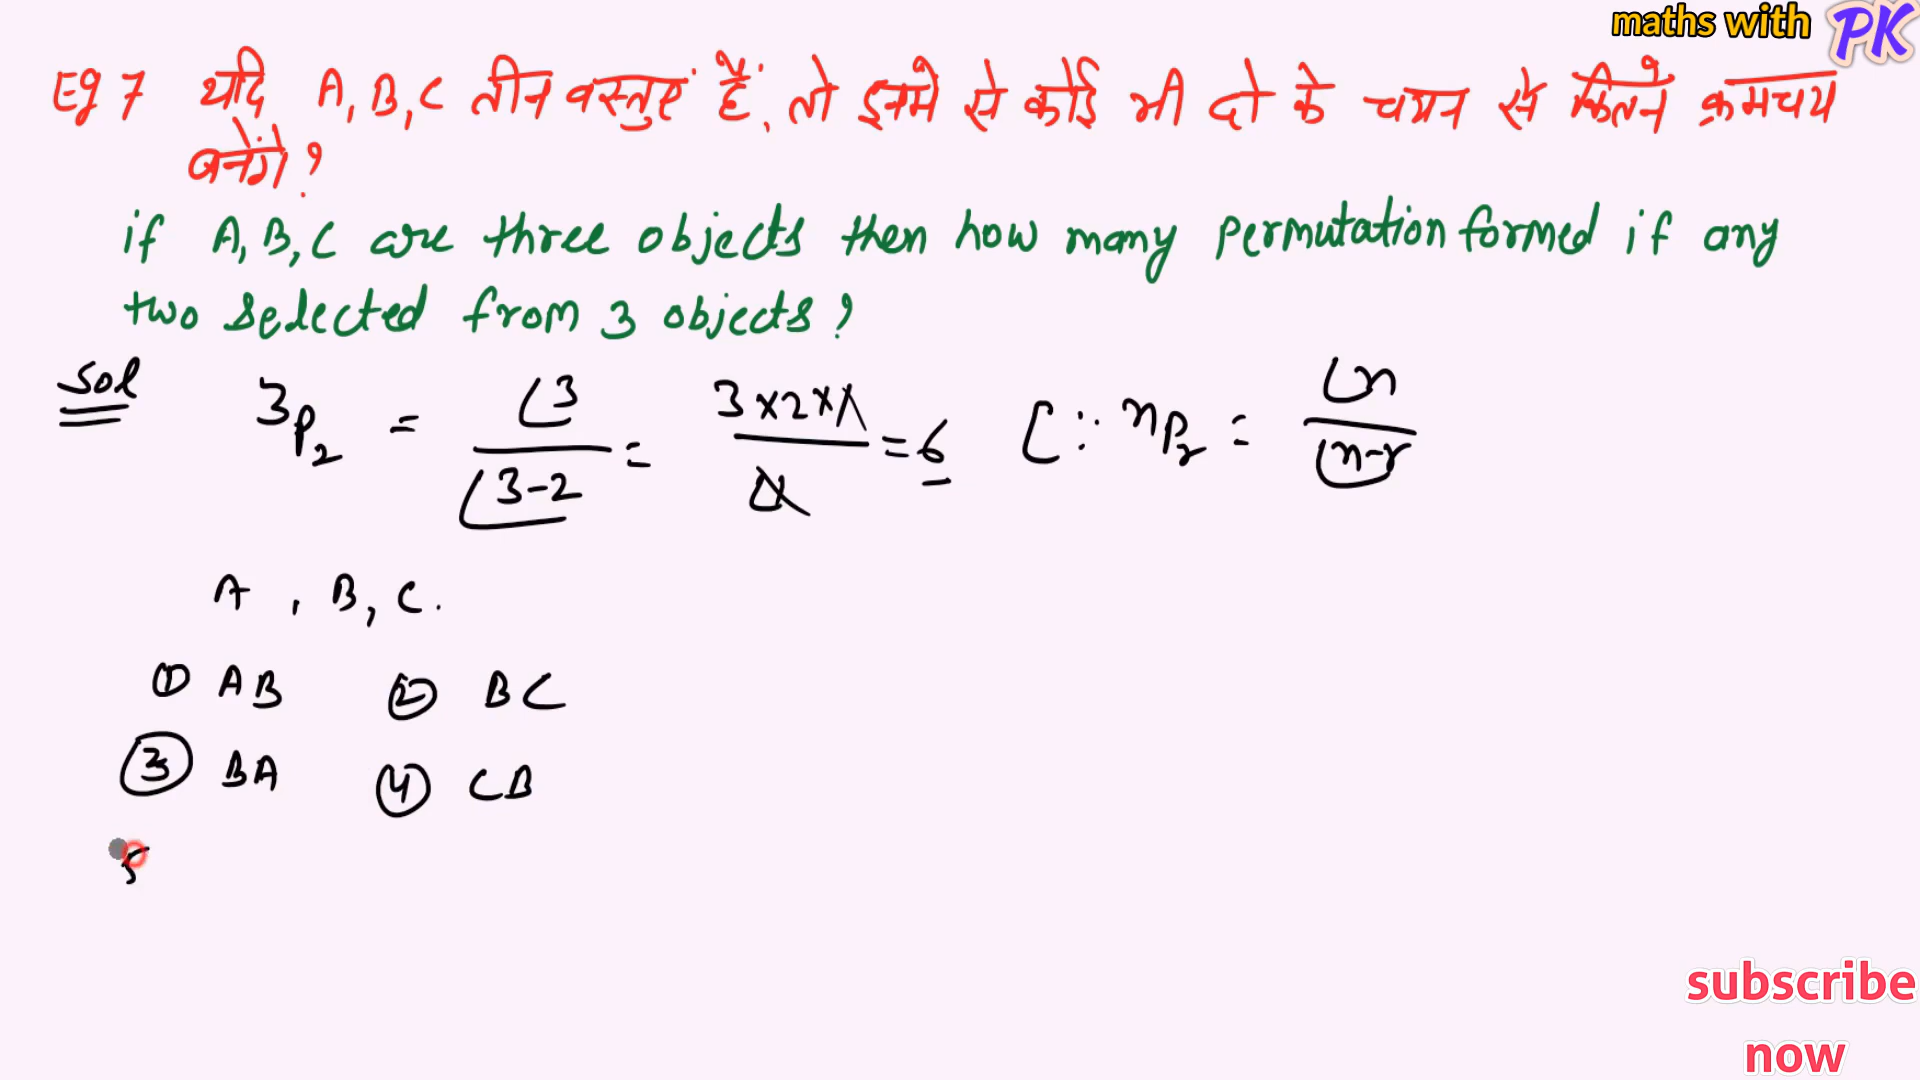 maths with PK
Eg 7 यदि A, B, C तीन वस्तुएं हैं, तो इनमे से कोई भी दो के चयन से कितने क्रमचय
बनेंगे?
if A, B, C are three objects then how many permutation formed if any
two selected from 3 objects?
Sol 3P2 = ⌊3 / ⌊3-2 = 3×2×1 / 1 = 6 [∵ nPr = ⌊n / ⌊n-r
A , B, C.
① AB ② BC
③ BA ④ CB
5
subscribe
now